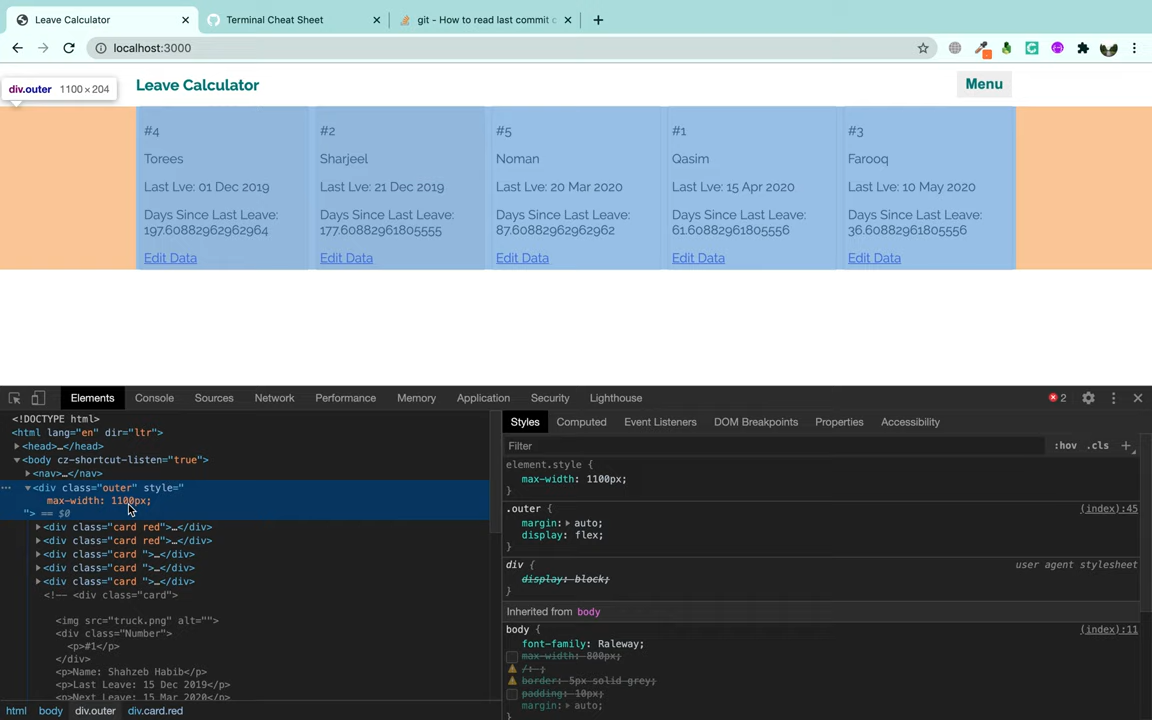 Leave Calculator
Terminal Cheat Sheet
git - How to read last commit c
localhost:3000
div.outer 1100 × 204
Leave Calculator
Menu
#4
Torees
Last Lve: 01 Dec 2019
Days Since Last Leave:
197.60882962962964
Edit Data
#2
Sharjeel
Last Lve: 21 Dec 2019
Days Since Last Leave:
177.60882961805555
Edit Data
#5
Noman
Last Lve: 20 Mar 2020
Days Since Last Leave:
87.60882962962962
Edit Data
#1
Qasim
Last Lve: 15 Apr 2020
Days Since Last Leave:
61.60882961805556
Edit Data
#3
Farooq
Last Lve: 10 May 2020
Days Since Last Leave:
36.60882961805556
Edit Data
Elements Console Sources Network Performance Memory Application Security Lighthouse 2
<!DOCTYPE html>
<html lang="en" dir="ltr">
<head>…</head>
<body cz-shortcut-listen="true">
<nav>…</nav>
<div class="outer" style="
max-width: 1100px;
"> == $0
<div class="card red">…</div>
<div class="card red">…</div>
<div class="card ">…</div>
<div class="card ">…</div>
<div class="card ">…</div>
<!-- <div class="card">
<img src="truck.png" alt="">
<div class="Number">
<p>#1</p>
</div>
<p>Name: Shahzeb Habib</p>
<p>Last Leave: 15 Dec 2019</p>
<p>Next Leave: 15 Mar 2020</p>
html body div.outer div.card.red
Styles Computed Event Listeners DOM Breakpoints Properties Accessibility
Filter :hov .cls +
element.style {
max-width: 1100px;
}
.outer { (index):45
margin: auto;
display: flex;
}
div { user agent stylesheet
display: block;
}
Inherited from body
body { (index):11
font-family: Raleway;
max-width: 800px;
/: ;
border: 5px solid grey;
padding: 10px;
margin: auto;